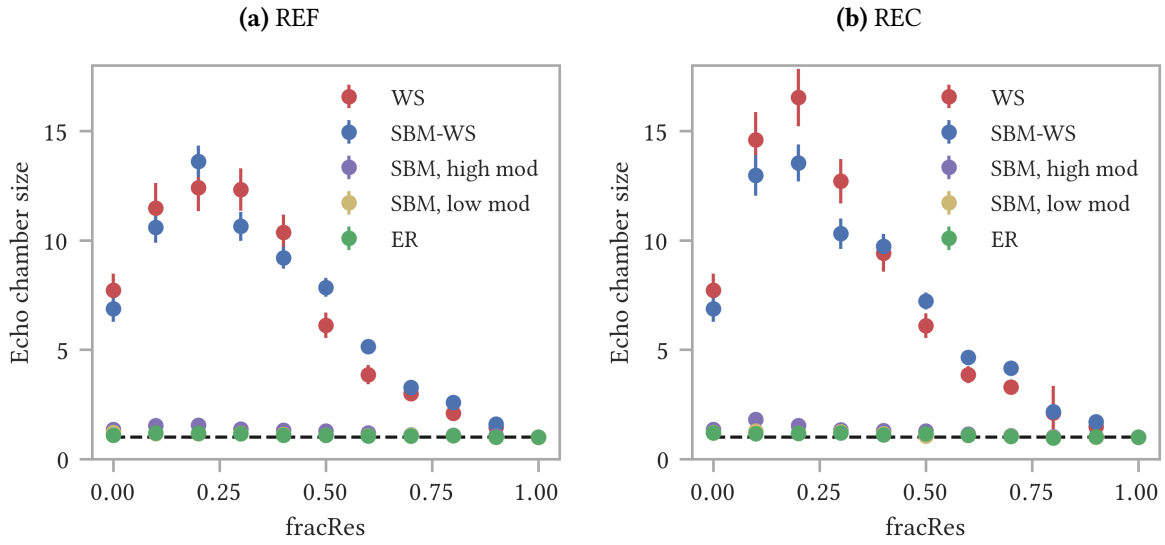 (a) REF
Echo chamber size
15
10
5
0
WS
SBM-WS
SBM, high mod
SBM, low mod
ER
0.00 0.25 0.50 0.75 1.00
fracRes
(b) REC
Echo chamber size
15
10
5
0
WS
SBM-WS
SBM, high mod
SBM, low mod
ER
0.00 0.25 0.50 0.75 1.00
fracRes